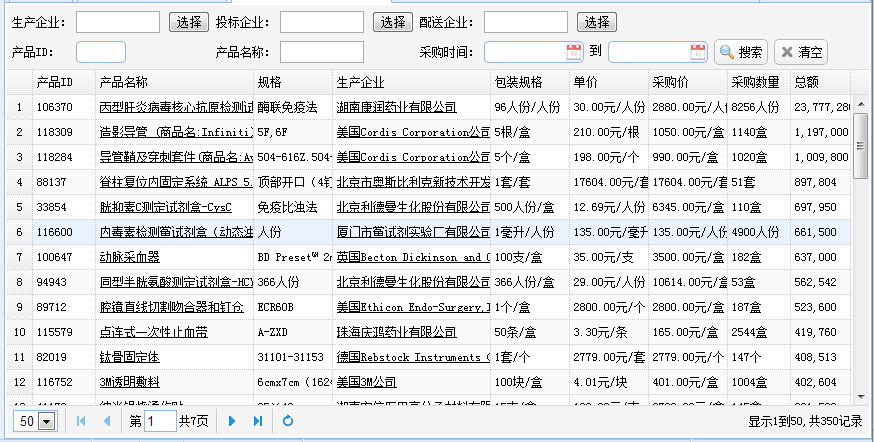 生产企业: 选择 投标企业: 选择 配送企业: 选择
产品ID: 产品名称: 采购时间: 到 搜索 清空
产品ID 产品名称 规格 生产企业 包装规格 单价 采购价 采购数量 总额
1 106370 丙型肝炎病毒核心抗原检测试 酶联免疫法 湖南康润药业有限公司 96人份/人份 30.00元/人份 2880.00元/人 8256人份 23,777,28
2 118309 造影导管 (商品名:Infiniti) 5F,6F 美国Cordis Corporation公司 5根/盒 210.00元/根 1050.00元/盒 1140盒 1,197,000
3 118284 导管鞘及穿刺套件(商品名:Av 504-616Z.504- 美国Cordis Corporation公司 5个/盒 198.00元/个 990.00元/盒 1020盒 1,009,800
4 88137 脊柱复位内固定系统 ALPS 5. 顶部开口 (4钉 北京市奥斯比利克新技术开发 1套/套 17604.00元/套 17604.00元/ 51套 897,804
5 33854 胱抑素C测定试剂盒-CysC 免疫比浊法 北京利德曼生化股份有限公司 500人份/盒 12.69元/人份 6345.00元/盒 110盒 697,950
6 116600 内毒素检测鲎试剂盒 (动态浊 人份 厦门市鲎试剂实验厂有限公司 1毫升/人份 135.00元/毫升 135.00元/人份 4900人份 661,500
7 100647 动脉采血器 BD Preset™ 2m 英国Becton Dickinson and C 100支/盒 35.00元/支 3500.00元/盒 182盒 637,000
8 94943 同型半胱氨酸测定试剂盒-HCY 366人份 北京利德曼生化股份有限公司 366人份/盒 29.00元/人份 10614.00元/ 53盒 562,542
9 89712 腔镜直线切割吻合器和钉仓 ECR60B 美国Ethicon Endo-Surgery,I 1个/盒 2800.00元/个 2800.00元/盒 187盒 523,600
10 115579 点连式一次性止血带 A-ZXD 珠海庆鸿药业有限公司 50条/盒 3.30元/条 165.00元/盒 2544盒 419,760
11 82019 钛骨固定体 31101-31153 德国Rebstock Instruments G 1套/个 2779.00元/套 2779.00元/个 147个 408,513
12 116752 3M透明敷料 6cmx7cm (1624 美国3M公司 100块/盒 4.01元/块 401.00元/盒 1004盒 402,604
50 第 1 共7页 显示1到50, 共350记录